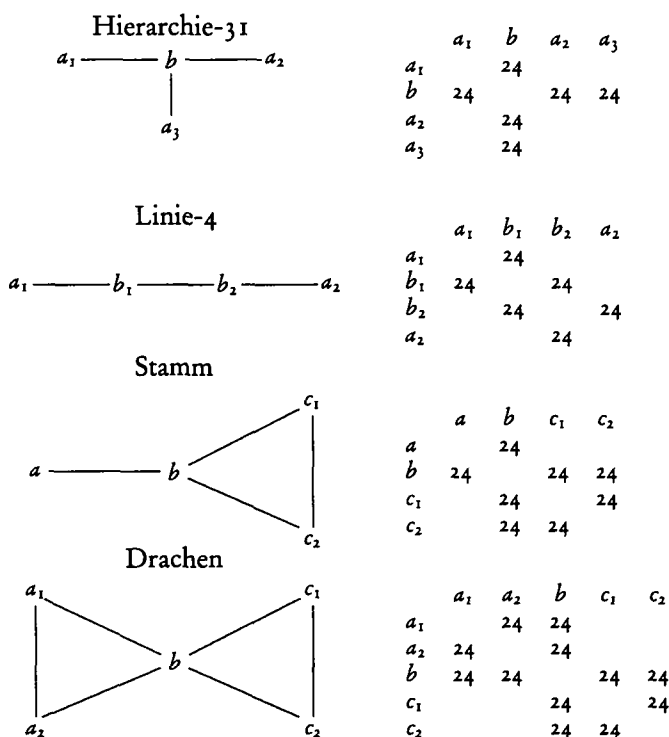 Hierarchie-31
a₁ b a₂
a₃
a₁ b a₂ a₃
a₁ 24
b 24 24 24
a₂ 24
a₃ 24
Linie-4
a₁ b₁ b₂ a₂
a₁ b₁ b₂ a₂
a₁ 24
b₁ 24 24
b₂ 24 24
a₂ 24
Stamm
c₁
a b
c₂
a b c₁ c₂
a 24
b 24 24 24
c₁ 24 24
c₂ 24 24
Drachen
a₁ c₁
b
a₂ c₂
a₁ a₂ b c₁ c₂
a₁ 24 24
a₂ 24 24
b 24 24 24 24
c₁ 24 24
c₂ 24 24